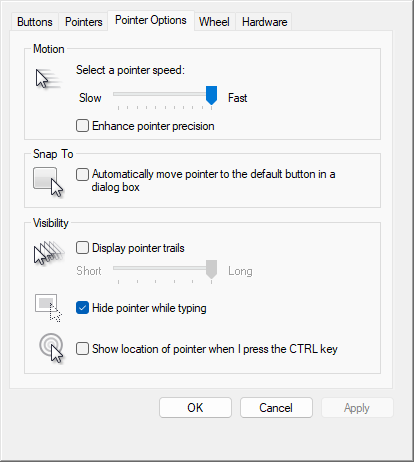 Buttons Pointers Pointer Options Wheel Hardware
Motion
Select a pointer speed:
Slow Fast
Enhance pointer precision
Snap To
Automatically move pointer to the default button in a
dialog box
Visibility
Display pointer trails
Short Long
Hide pointer while typing
Show location of pointer when I press the CTRL key
OK Cancel Apply